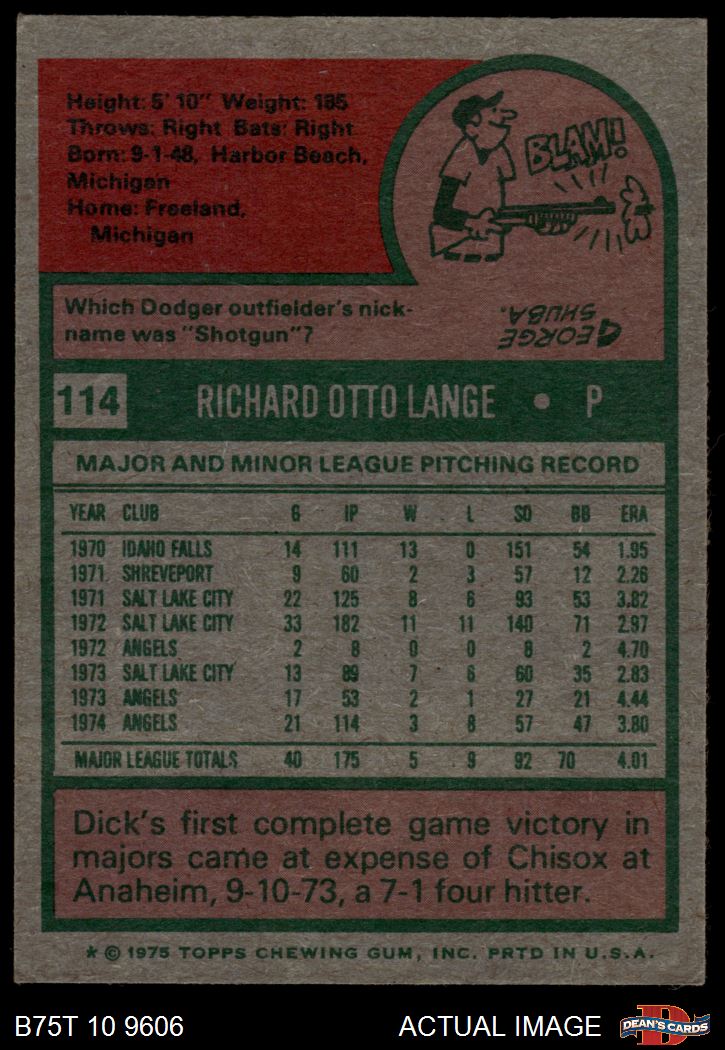 Height: 5' 10" Weight: 185
Throws: Right Bats: Right
Born: 9-1-48, Harbor Beach,
Michigan
Home: Freeland,
Michigan
BLAM!
Which Dodger outfielder's nick-
name was "Shotgun"?
GEORGE
SHUBA.
114 RICHARD OTTO LANGE • P
MAJOR AND MINOR LEAGUE PITCHING RECORD
YEAR CLUB G IP W L SO BB ERA
1970 IDAHO FALLS 14 111 13 0 151 54 1.95
1971 SHREVEPORT 9 60 2 3 57 12 2.26
1971 SALT LAKE CITY 22 125 8 6 93 53 3.82
1972 SALT LAKE CITY 33 182 11 11 140 71 2.97
1972 ANGELS 2 8 0 0 8 2 4.70
1973 SALT LAKE CITY 13 89 7 6 60 35 2.83
1973 ANGELS 17 53 2 1 27 21 4.44
1974 ANGELS 21 114 3 8 57 47 3.80
MAJOR LEAGUE TOTALS 40 175 5 9 92 70 4.01
Dick's first complete game victory in
majors came at expense of Chisox at
Anaheim, 9-10-73, a 7-1 four hitter.
* © 1975 TOPPS CHEWING GUM, INC. PRTD IN U.S.A.
B75T 10 9606 ACTUAL IMAGE D DEAN'S CARDS